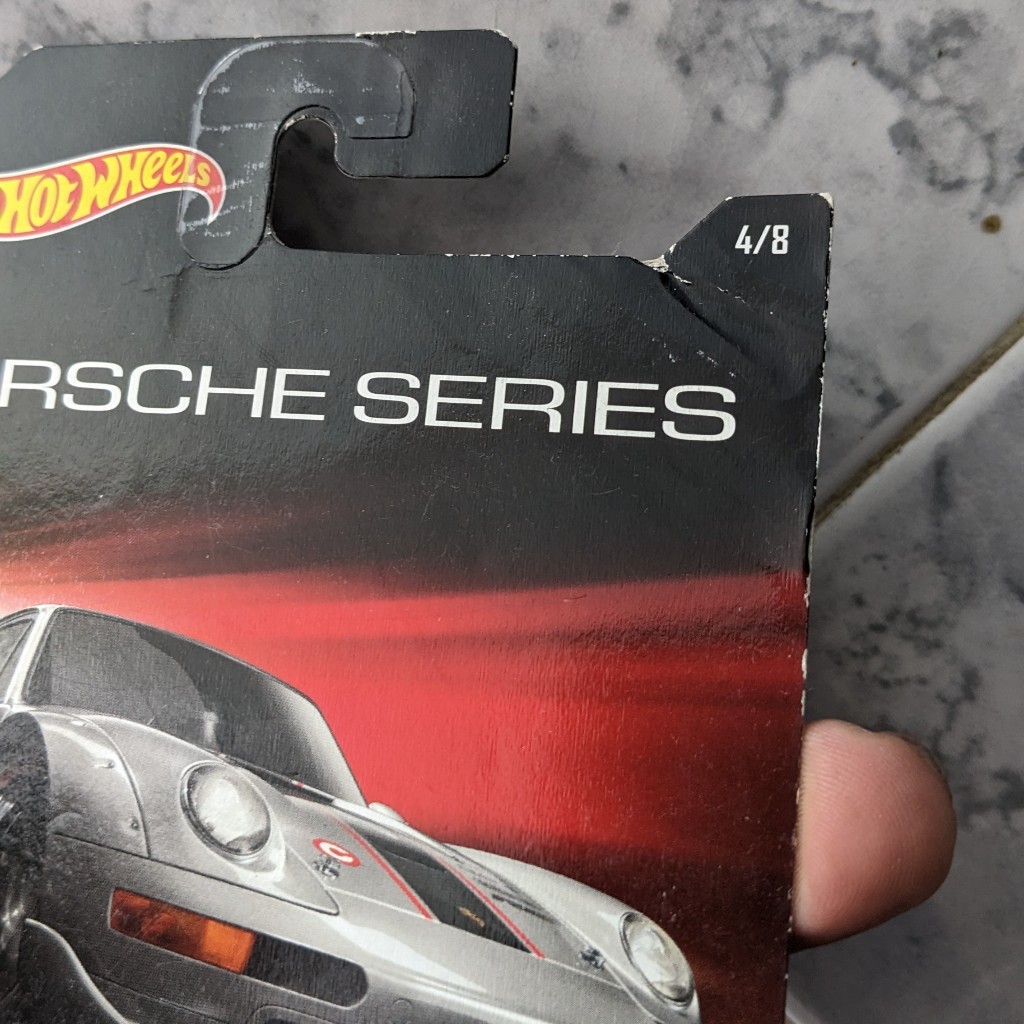 HOT WHEELS
4/8
RSCHE SERIES
C